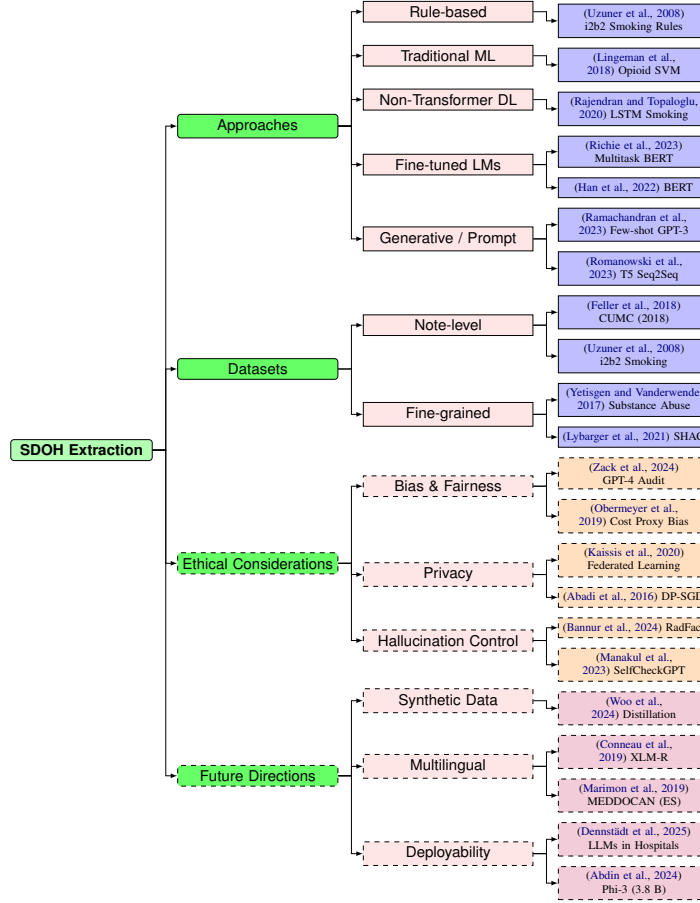 SDOH Extraction
Approaches
Rule-based
(Uzuner et al., 2008)
i2b2 Smoking Rules
Traditional ML
(Lingeman et al.,
2018) Opioid SVM
Non-Transformer DL
(Rajendran and Topaloglu,
2020) LSTM Smoking
Fine-tuned LMs
(Richie et al., 2023)
Multitask BERT
(Han et al., 2022) BERT
Generative / Prompt
(Ramachandran et al.,
2023) Few-shot GPT-3
(Romanowski et al.,
2023) T5 Seq2Seq
Datasets
Note-level
(Feller et al., 2018)
CUMC (2018)
(Uzuner et al., 2008)
i2b2 Smoking
Fine-grained
(Yetisgen and Vanderwende,
2017) Substance Abuse
(Lybarger et al., 2021) SHAC
Ethical Considerations
Bias & Fairness
(Zack et al., 2024)
GPT-4 Audit
(Obermeyer et al.,
2019) Cost Proxy Bias
Privacy
(Kaissis et al., 2020)
Federated Learning
(Abadi et al., 2016) DP-SGD
Hallucination Control
(Bannur et al., 2024) RadFac
(Manakul et al.,
2023) SelfCheckGPT
Future Directions
Synthetic Data
(Woo et al.,
2024) Distillation
Multilingual
(Conneau et al.,
2019) XLM-R
(Marimon et al., 2019)
MEDDOCAN (ES)
Deployability
(Dennstädt et al., 2025)
LLMs in Hospitals
(Abdin et al., 2024)
Phi-3 (3.8 B)